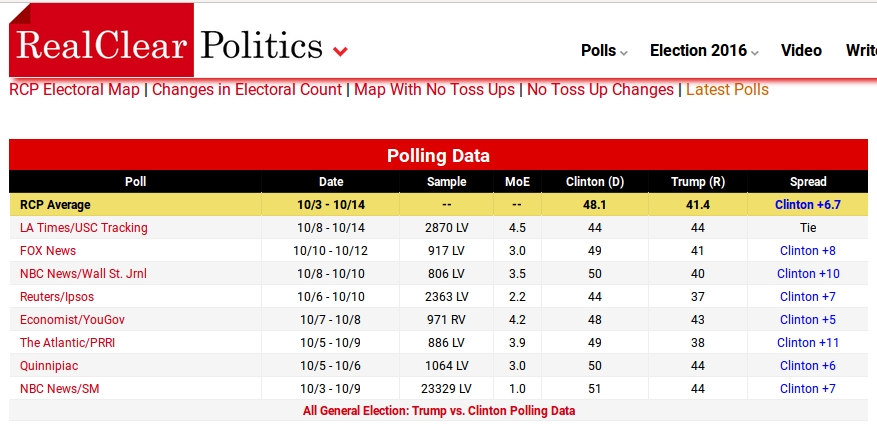 RealClear Politics
Polls Election 2016 Video Write
RCP Electoral Map | Changes in Electoral Count | Map With No Toss Ups | No Toss Up Changes | Latest Polls
Polling Data
Poll Date Sample MoE Clinton (D) Trump (R) Spread
RCP Average 10/3 - 10/14 -- -- 48.1 41.4 Clinton +6.7
LA Times/USC Tracking 10/8 - 10/14 2870 LV 4.5 44 44 Tie
FOX News 10/10 - 10/12 917 LV 3.0 49 41 Clinton +8
NBC News/Wall St. Jrnl 10/8 - 10/10 806 LV 3.5 50 40 Clinton +10
Reuters/Ipsos 10/6 - 10/10 2363 LV 2.2 44 37 Clinton +7
Economist/YouGov 10/7 - 10/8 971 RV 4.2 48 43 Clinton +5
The Atlantic/PRRI 10/5 - 10/9 886 LV 3.9 49 38 Clinton +11
Quinnipiac 10/5 - 10/6 1064 LV 3.0 50 44 Clinton +6
NBC News/SM 10/3 - 10/9 23329 LV 1.0 51 44 Clinton +7
All General Election: Trump vs. Clinton Polling Data